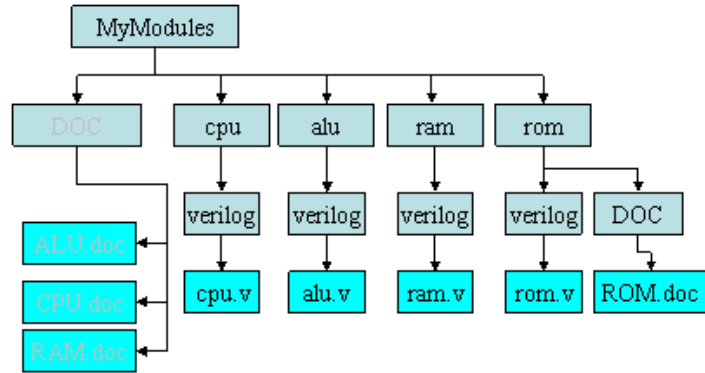 MyModules
DOC
cpu
alu
ram
rom
verilog
verilog
verilog
verilog
DOC
ALU.doc
cpu.v
alu.v
ram.v
rom.v
ROM.doc
CPU.doc
RAM.doc